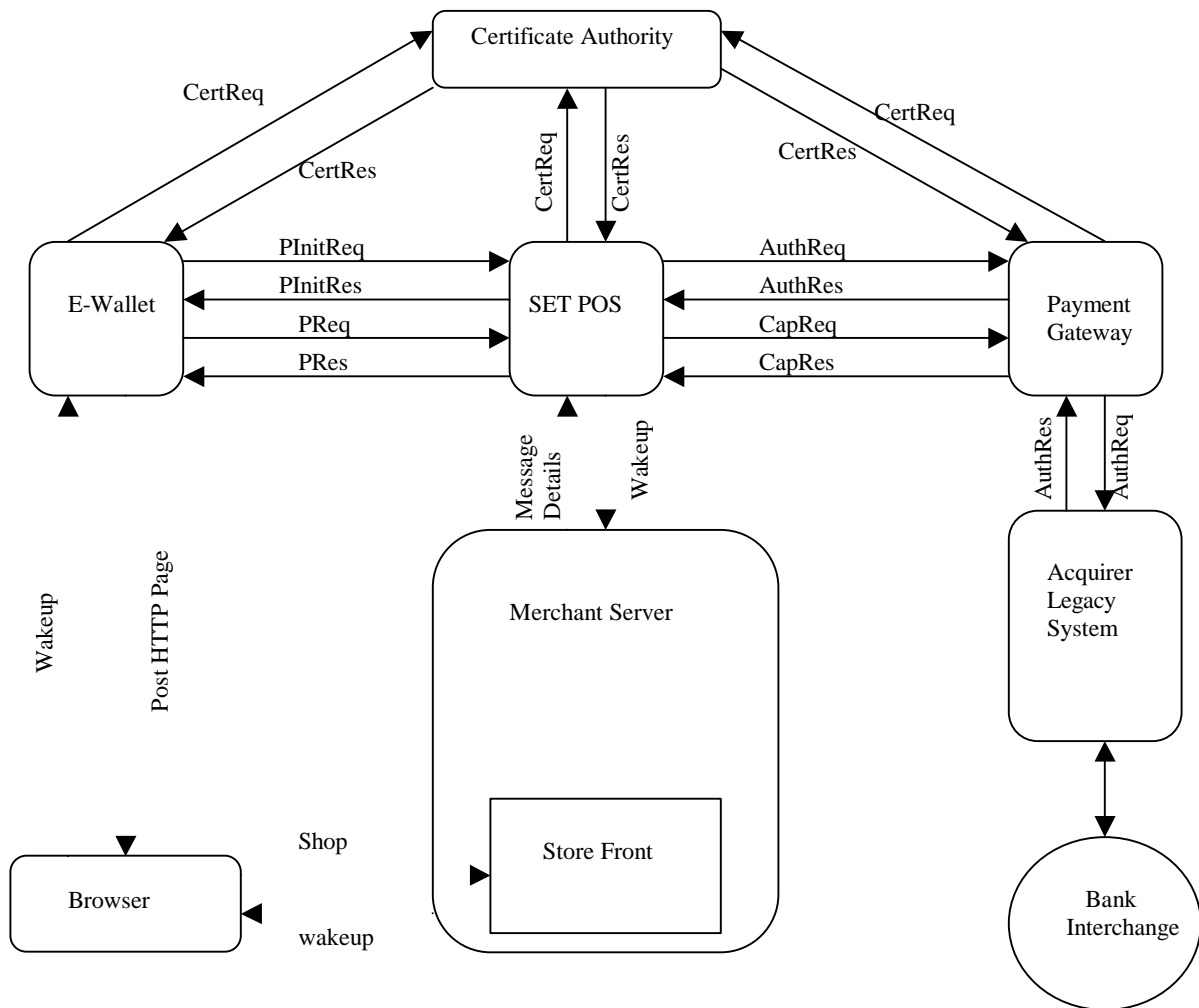 Certificate Authority
CertReq
CertRes
CertReq
CertRes
CertReq
CertRes
E-Wallet
PInitReq
PInitRes
PReq
PRes
SET POS
AuthReq
AuthRes
CapReq
CapRes
Payment
Gateway
Message
Details
Wakeup
AuthRes
AuthReq
Wakeup
Post HTTP Page
Merchant Server
Acquirer
Legacy
System
Shop
Store Front
Browser
wakeup
Bank
Interchange